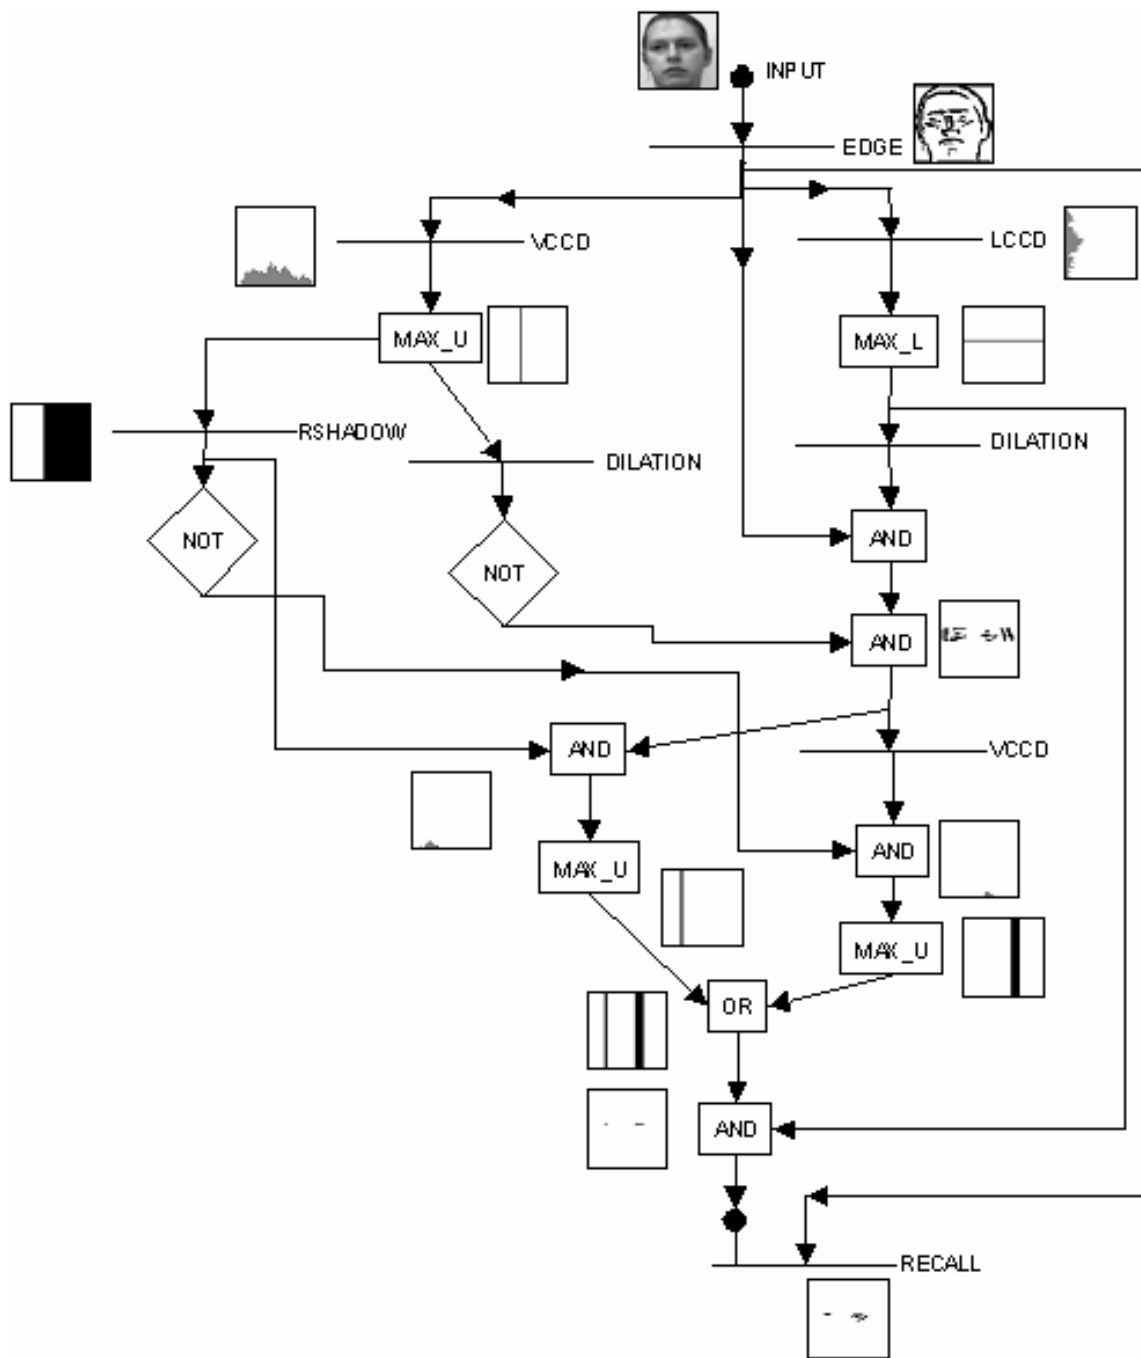 INPUT
EDGE
VCCD
LCCD
MAX_U
MAX_L
RSHADOW
DILATION
DILATION
NOT
NOT
AND
AND
AND
VCCD
AND
MAX_U
MAX_U
OR
AND
RECALL